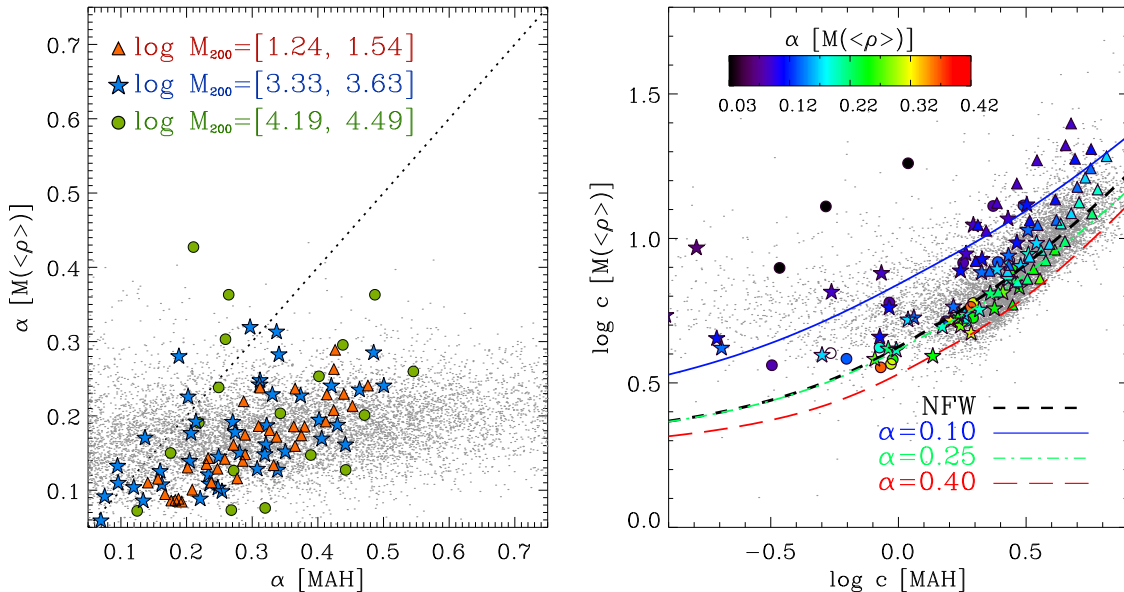 0.7
0.6
0.5
0.4
0.3
0.2
0.1
α [M(<ρ>)]
log M₂₀₀=[1.24, 1.54]
log M₂₀₀=[3.33, 3.63]
log M₂₀₀=[4.19, 4.49]
0.1 0.2 0.3 0.4 0.5 0.6 0.7
α [MAH]
1.5
1.0
0.5
0.0
log c [M(<ρ>)]
α [M(<ρ>)]
0.03 0.12 0.22 0.32 0.42
NFW
α=0.10
α=0.25
α=0.40
−0.5 0.0 0.5
log c [MAH]